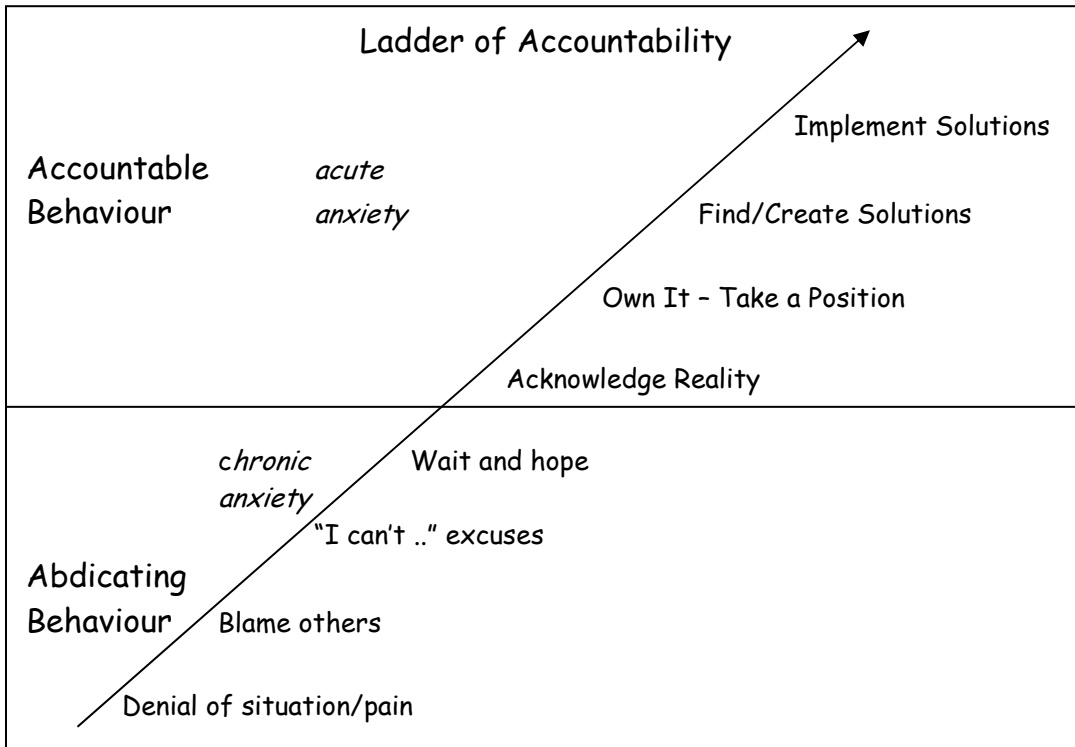 Ladder of Accountability
Implement Solutions
Accountable
Behaviour
acute
anxiety
Find/Create Solutions
Own It – Take a Position
Acknowledge Reality
chronic
anxiety
Wait and hope
“I can’t ..” excuses
Abdicating
Behaviour
Blame others
Denial of situation/pain